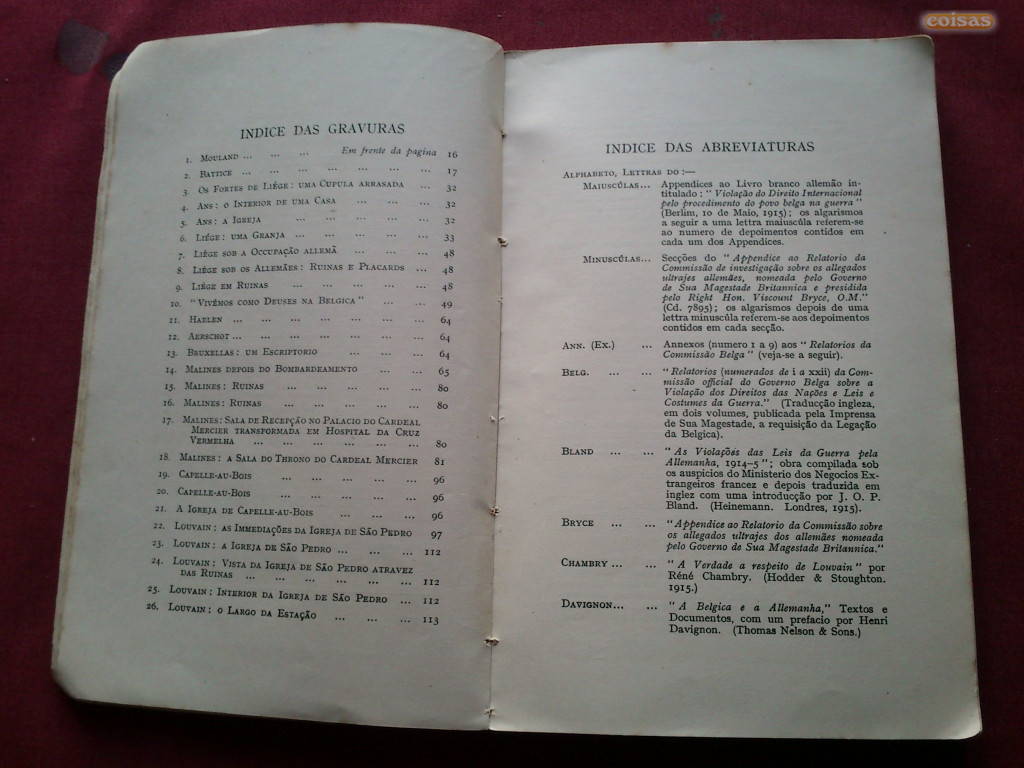 coisas
INDICE DAS GRAVURAS
1. Mouland ... ... ... Em frente da pagina 16
2. Battice ... ... ... ... ... ... ... 17
3. Os Fortes de Liége : uma Cupula arrasada ... 32
4. Ans : o Interior de uma Casa ... ... ... 32
5. Ans : a Igreja ... ... ... ... ... 32
6. Liége : uma Granja ... ... ... ... ... 33
7. Liége sob a Occupação allemã ... ... ... 48
8. Liége sob os Allemães : Ruinas e Placards ... 48
9. Liége em Ruinas ... ... ... ... ... 48
10. "Vivémos como Deuses na Belgica" ... ... 49
11. Haelen ... ... ... ... ... ... ... 64
12. Aerschot ... ... ... ... ... ... ... 64
13. Bruxellas : um Escriptorio ... ... ... 64
14. Malines depois do Bombardeamento ... ... 65
15. Malines : Ruinas ... ... ... ... ... 80
16. Malines : Ruinas ... ... ... ... ... 80
17. Malines : Sala de Recepção no Palacio do Cardeal
Mercier transformada em Hospital da Cruz
Vermelha ... ... ... ... ... ... 80
18. Malines : a Sala do Throno do Cardeal Mercier 81
19. Capelle-au-Bois ... ... ... ... ... 96
20. Capelle-au-Bois ... ... ... ... ... 96
21. A Igreja de Capelle-au-Bois ... ... ... 96
22. Louvain : as Immediações da Igreja de São Pedro 97
23. Louvain : a Igreja de São Pedro ... ... ... 112
24. Louvain : Vista da Igreja de São Pedro atravez
das Ruinas ... ... ... ... ... ... 112
25. Louvain : Interior da Igreja de São Pedro ... 112
26. Louvain : o Largo da Estação ... ... ... 113
INDICE DAS ABREVIATURAS
Alphabeto, Lettras do :—
Maiuscúlas... Appendices ao Livro branco allemão in-
titulado : "Violação do Direito Internacional
pelo procedimento do povo belga na guerra"
(Berlim, 10 de Maio, 1915) ; os algarismos
a seguir a uma lettra maiuscúla referem-se
ao numero de depoimentos contidos em
cada um dos Appendices.
Minuscúlas... Secções do "Appendice ao Relatorio da
Commissão de investigação sobre os allegados
ultrajes allemães, nomeada pelo Governo
de Sua Magestade Britannica e presidida
pelo Right Hon. Viscount Bryce, O.M."
(Cd. 7895) ; os algarismos depois de uma
lettra minuscúla referem-se aos depoimentos
contidos em cada secção.
Ann. (Ex.) ... Annexos (numero 1 a 9) aos "Relatorios da
Commissão Belga" (veja-se a seguir).
Belg. ... ... "Relatorios (numerados de i a xxii) da Com-
missão official do Governo Belga sobre a
Violação dos Direitos das Nações e Leis e
Costumes da Guerra." (Traducção ingleza,
em dois volumes, publicada pela Imprensa
de Sua Magestade, a requisição da Legação
da Belgica).
Bland ... ... "As Violações das Leis da Guerra pela
Allemanha, 1914-5" ; obra compilada sob
os auspicios do Ministerio dos Negocios Ex-
trangeiros francez e depois traduzida em
inglez com uma introducção por J. O. P.
Bland. (Heinemann. Londres, 1915).
Bryce ... ... "Appendice ao Relatorio da Commissão sobre
os allegados ultrajes dos allemães nomeada
pelo Governo de Sua Magestade Britannica."
Chambry ... ... "A Verdade a respeito de Louvain" por
Réné Chambry. (Hodder & Stoughton.
1915.)
Davignon... ... "A Belgica e a Allemanha," Textos e
Documentos, com um prefacio por Henri
Davignon. (Thomas Nelson & Sons.)